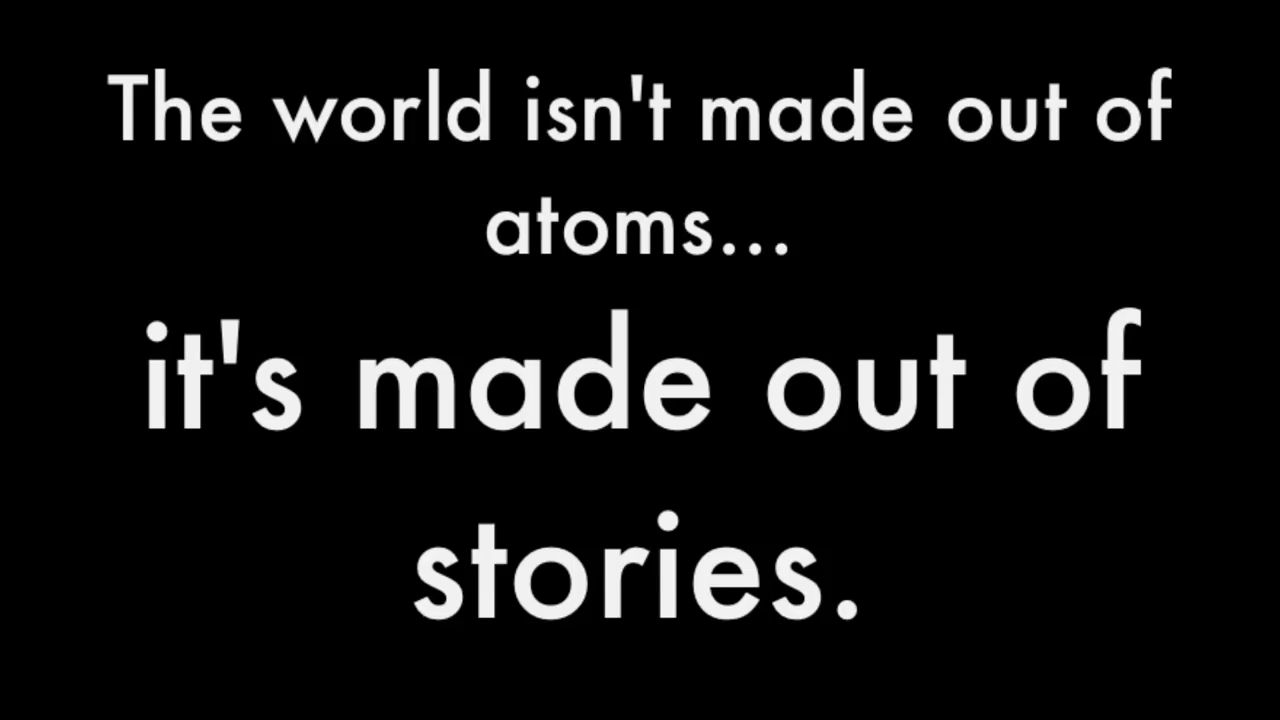 The world isn't made out of
atoms...
it's made out of
stories.